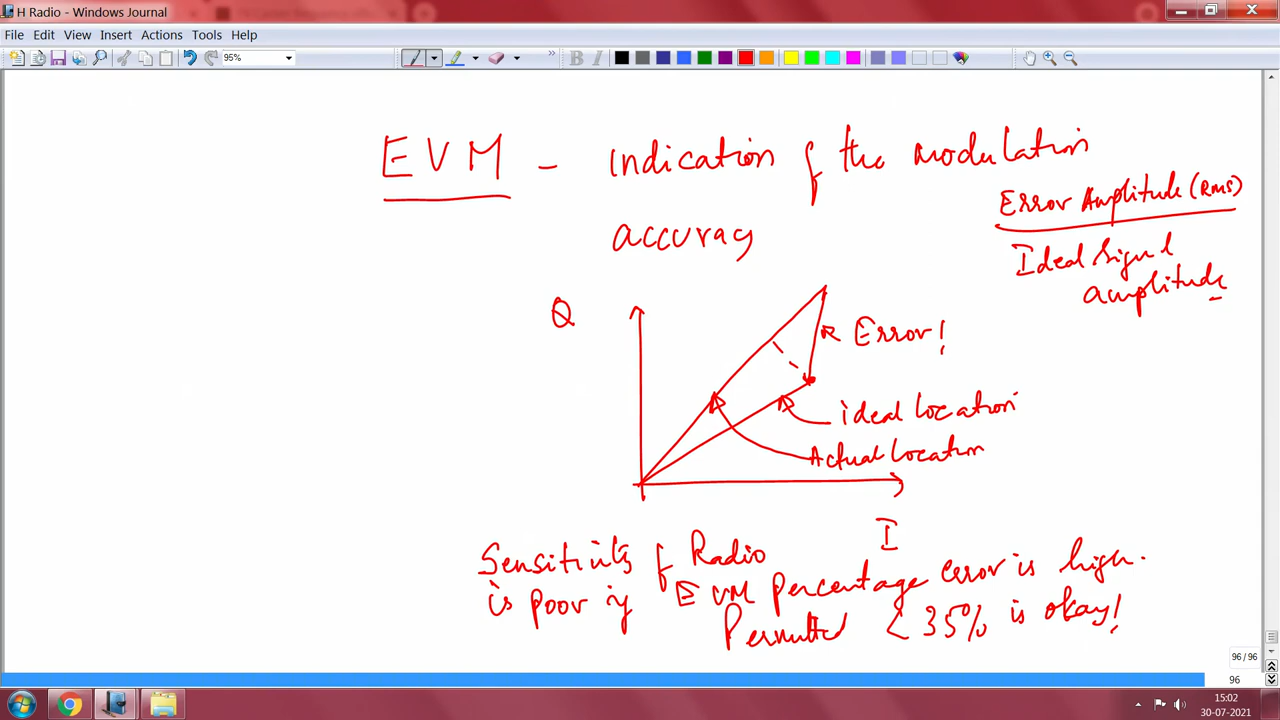 H Radio - Windows Journal
File Edit View Insert Actions Tools Help
95%
EVM - indication of the modulation
accuracy
Error Amplitude (RMS)
Ideal signal
amplitude
Q
Error!
ideal location
Actual location
I
Sensitivity of Radio
is poor if EVM percentage error is high.
Permitted < 35% is okay!
96 / 96
96
15:02
30-07-2021